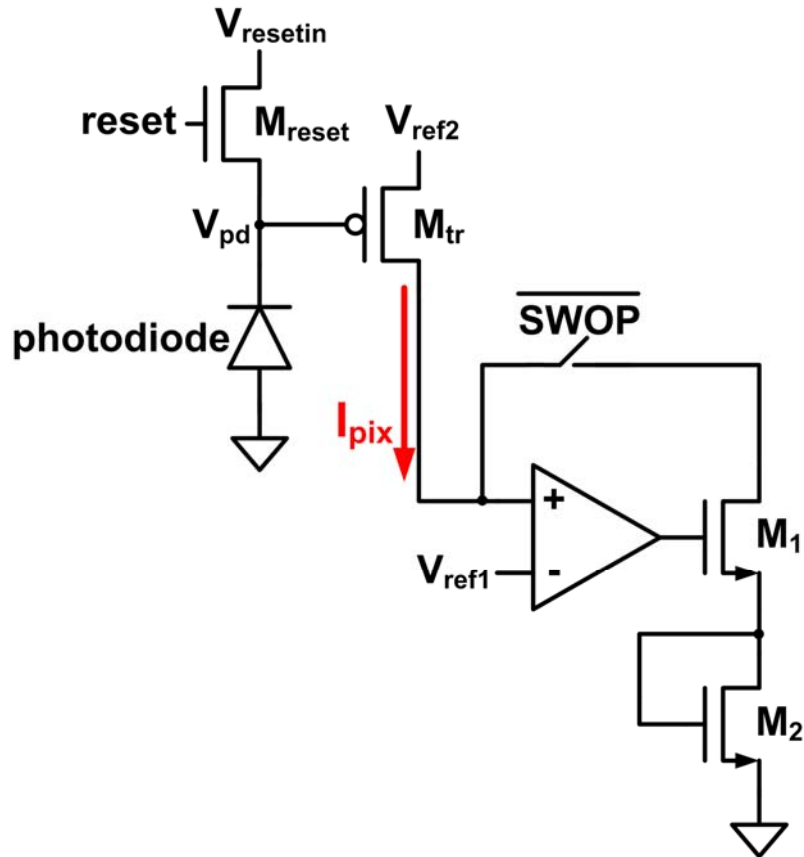 Vresetin
reset
Mreset
Vref2
Vpd
Mtr
SWOP
photodiode
Ipix
+
M1
Vref1
-
M2